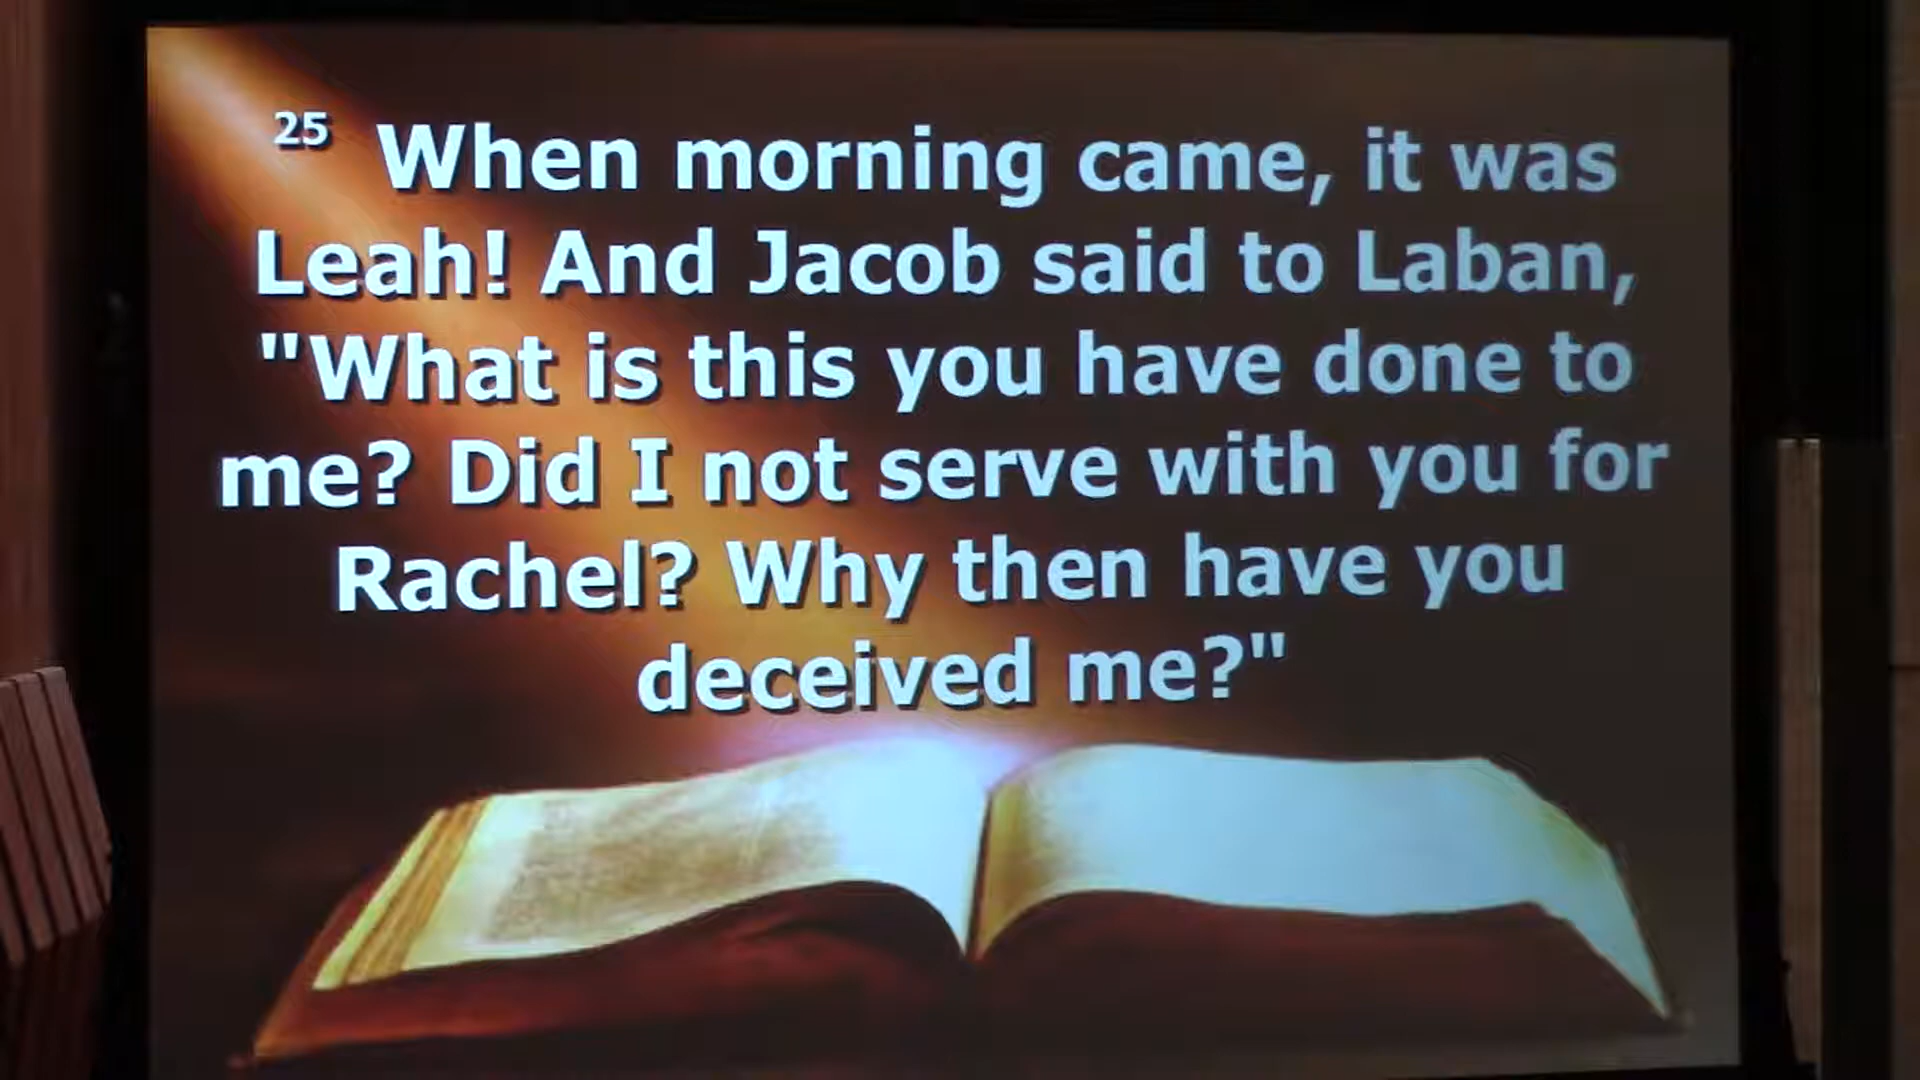 25 When morning came, it was
Leah! And Jacob said to Laban,
"What is this you have done to
me? Did I not serve with you for
Rachel? Why then have you
deceived me?"